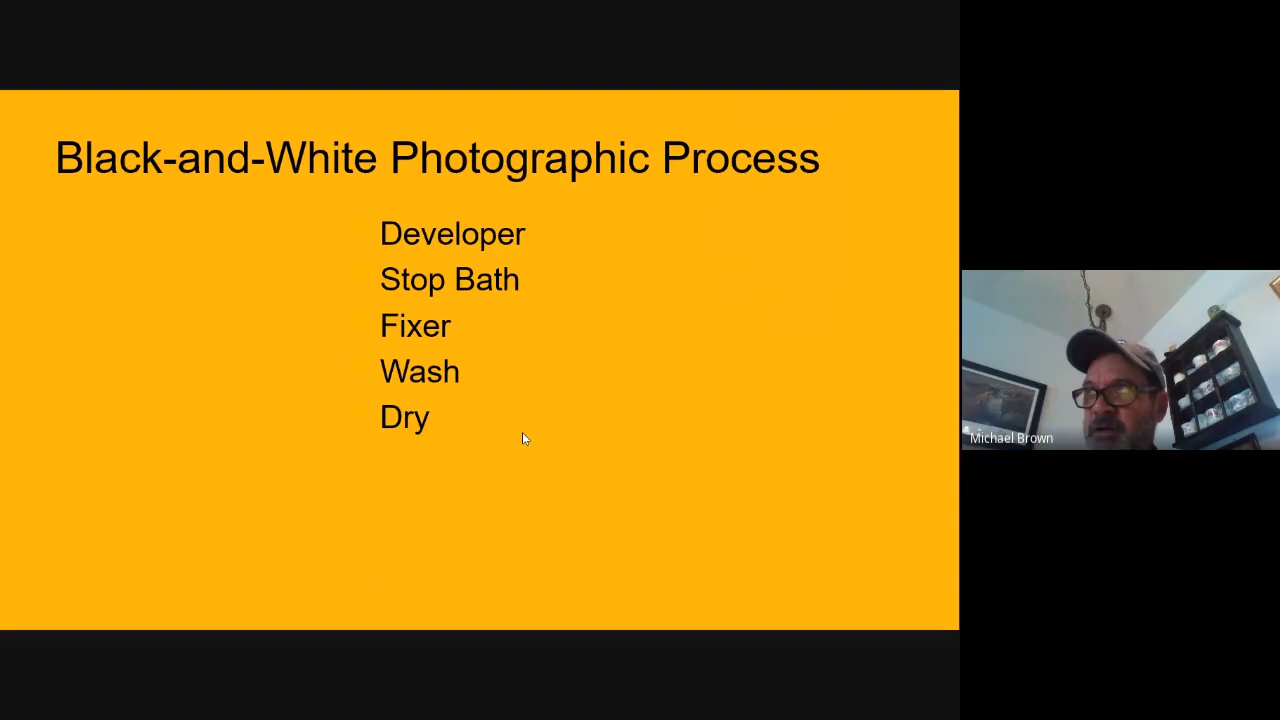 Black-and-White Photographic Process
Developer
Stop Bath
Fixer
Wash
Dry
Michael Brown